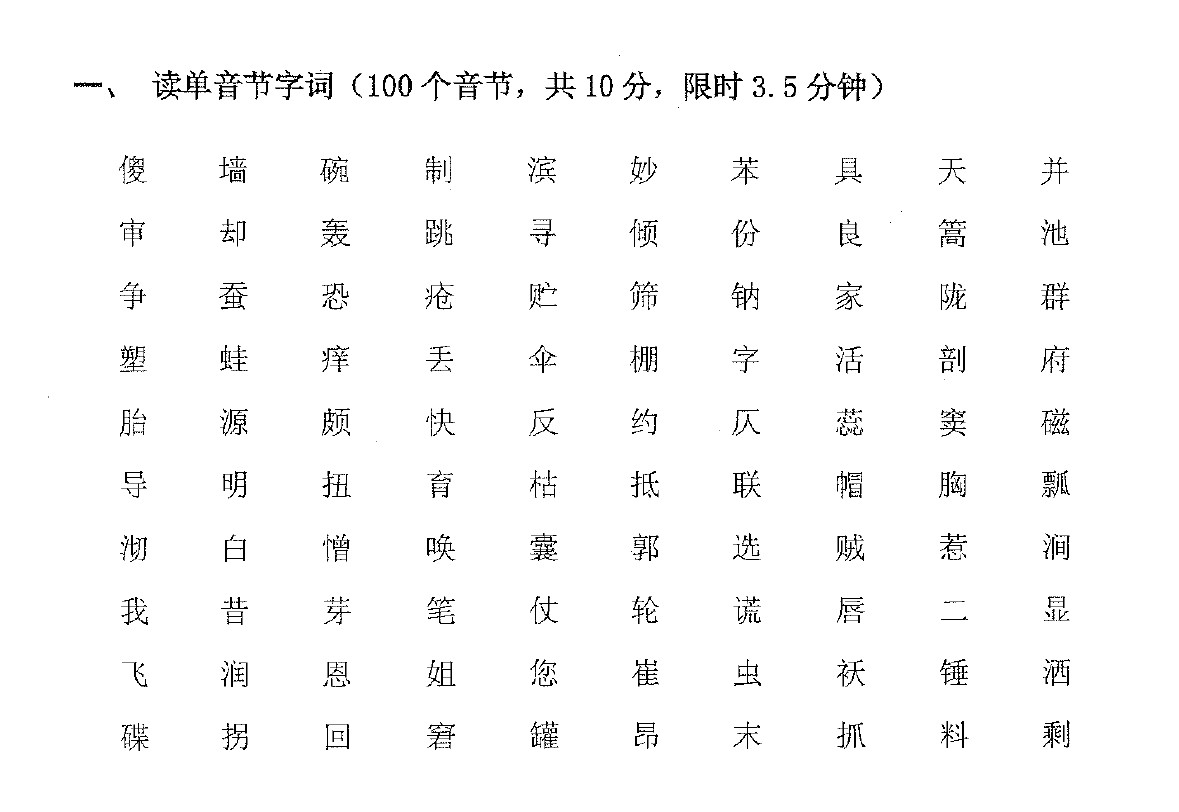 一、 读单音节字词（100个音节，共10分，限时3.5分钟）
傻 墙 碗 制 滨 妙 苯 具 天 并
审 却 轰 跳 寻 倾 份 良 篙 池
争 蚕 恐 疮 贮 筛 钠 家 陇 群
塑 蛙 痒 丢 伞 棚 字 活 剖 府
胎 源 颇 快 反 约 仄 蕊 窦 磁
导 明 扭 育 枯 抵 联 帽 胸 瓢
沏 白 憎 唤 囊 郭 选 贼 惹 涧
我 昔 芽 笔 仗 轮 谎 唇 二 显
飞 润 恩 姐 您 崔 虫 袄 锤 洒
碟 拐 回 窘 罐 昂 末 抓 料 剩